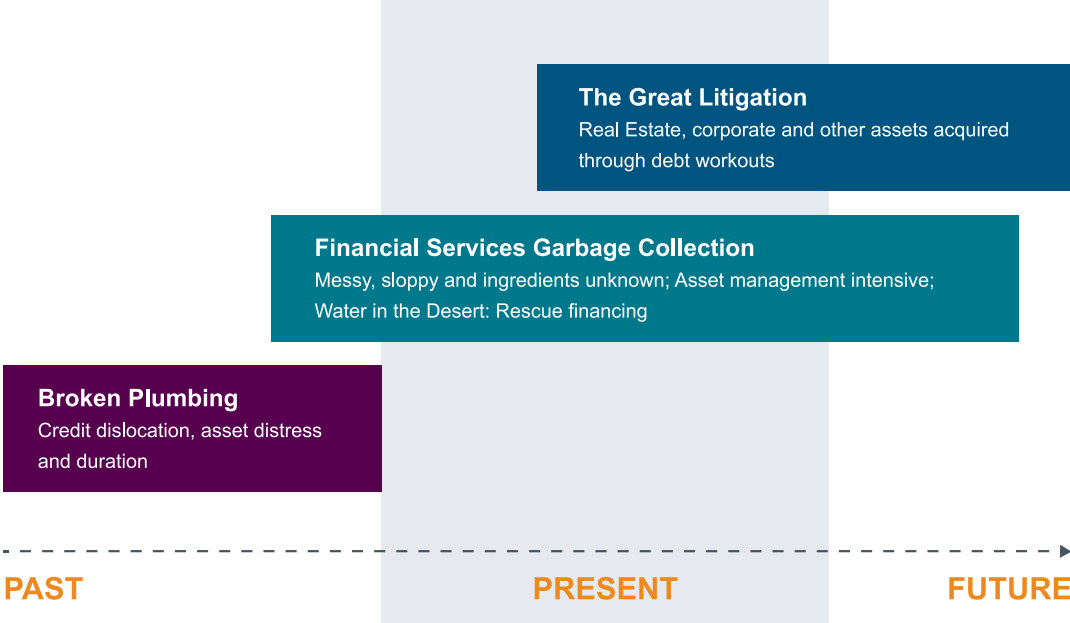 The Great Litigation
Real Estate, corporate and other assets acquired
through debt workouts
Financial Services Garbage Collection
Messy, sloppy and ingredients unknown; Asset management intensive;
Water in the Desert: Rescue financing
Broken Plumbing
Credit dislocation, asset distress
and duration
PAST
PRESENT
FUTURE